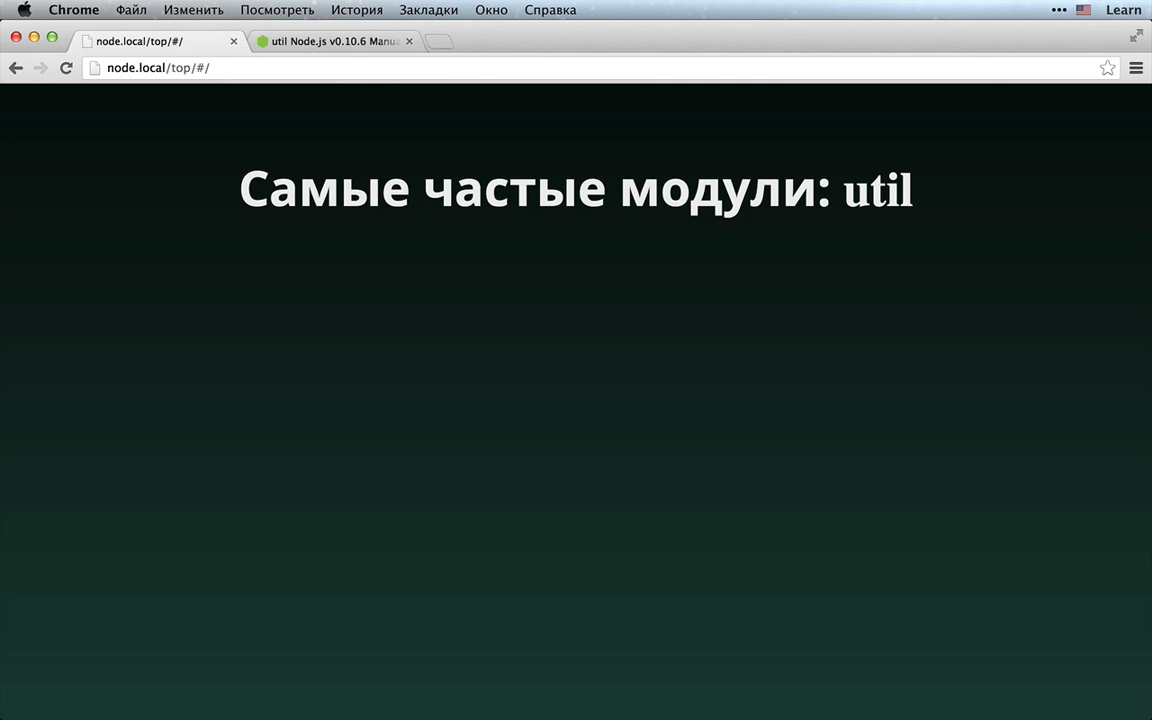 Chrome Файл Изменить Посмотреть История Закладки Окно Справка ••• Learn
node.local/top/#/ util Node.js v0.10.6 Manua
node.local/top/#/
Самые частые модули: util